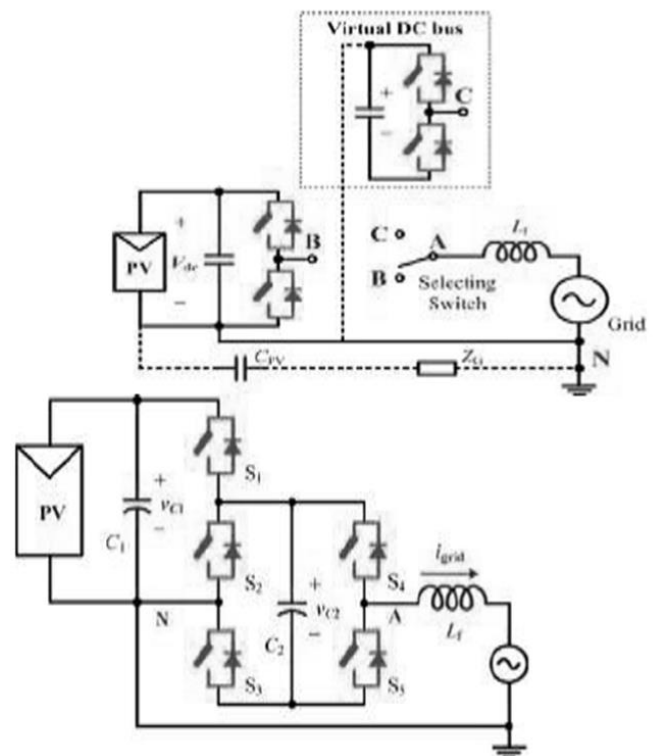 Virtual DC bus
+
−
C
+
PV
Vdc
−
B
C
A
B
Selecting
Switch
Lf
Grid
N
CPV
ZG
PV
+
vC1
−
C1
S1
S2
N
S3
+
vC2
−
C2
S4
A
S5
igrid
Lf